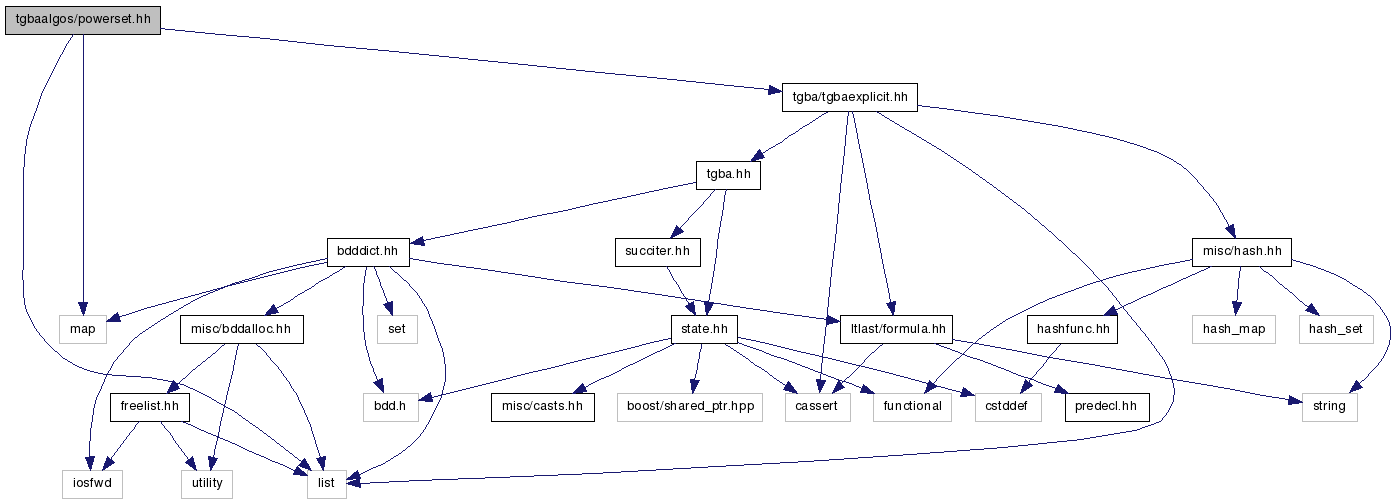 tgbaalgos/powerset.hh
tgba/tgbaexplicit.hh
tgba.hh
bdddict.hh
succiter.hh
misc/hash.hh
map
misc/bddalloc.hh
set
state.hh
ltlast/formula.hh
hashfunc.hh
hash_map
hash_set
freelist.hh
bdd.h
misc/casts.hh
boost/shared_ptr.hpp
cassert
functional
cstddef
predecl.hh
string
iosfwd
utility
list